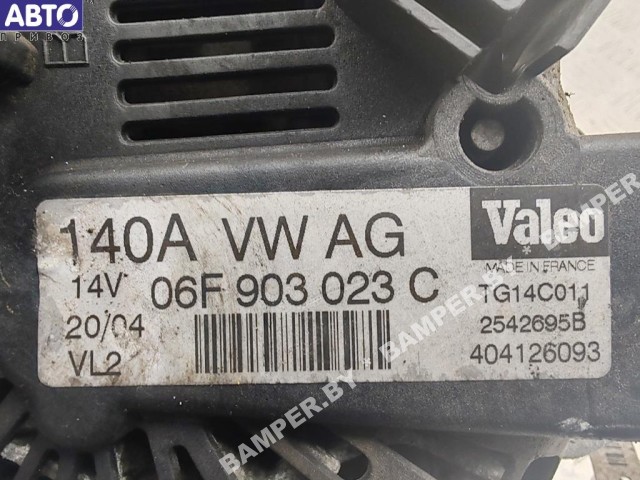 АВТО
ПРИВОЗ
140A VW AG
Valeo
MADE IN FRANCE
14V 06F 903 023 C
TG14C011
20/04
2542695B
VL2
404126093
BAMPER.BY
BAMPER.BY